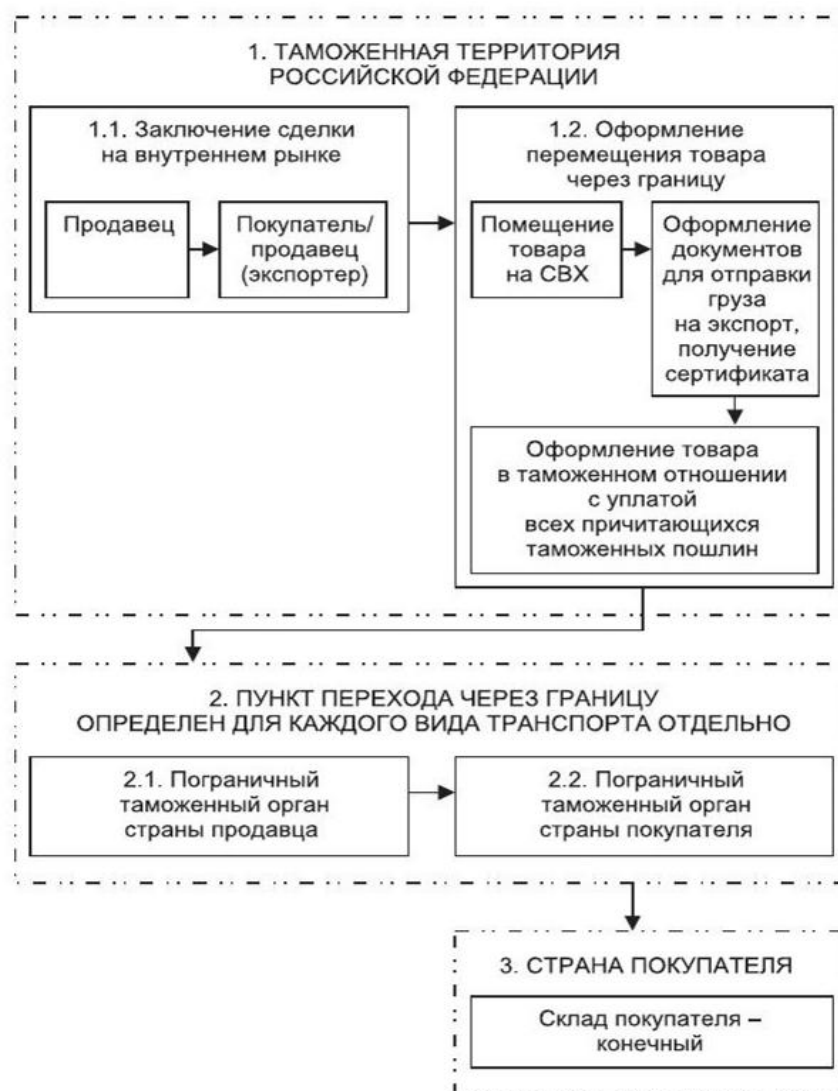 1. ТАМОЖЕННАЯ ТЕРРИТОРИЯ
РОССИЙСКОЙ ФЕДЕРАЦИИ
1.1. Заключение сделки
на внутреннем рынке
Продавец
Покупатель/
продавец
(экспортер)
1.2. Оформление
перемещения товара
через границу
Помещение
товара
на СВХ
Оформление
документов
для отправки
груза
на экспорт,
получение
сертификата
Оформление товара
в таможенном отношении
с уплатой
всех причитающихся
таможенных пошлин
2. ПУНКТ ПЕРЕХОДА ЧЕРЕЗ ГРАНИЦУ
ОПРЕДЕЛЕН ДЛЯ КАЖДОГО ВИДА ТРАНСПОРТА ОТДЕЛЬНО
2.1. Пограничный
таможенный орган
страны продавца
2.2. Пограничный
таможенный орган
страны покупателя
3. СТРАНА ПОКУПАТЕЛЯ
Склад покупателя –
конечный